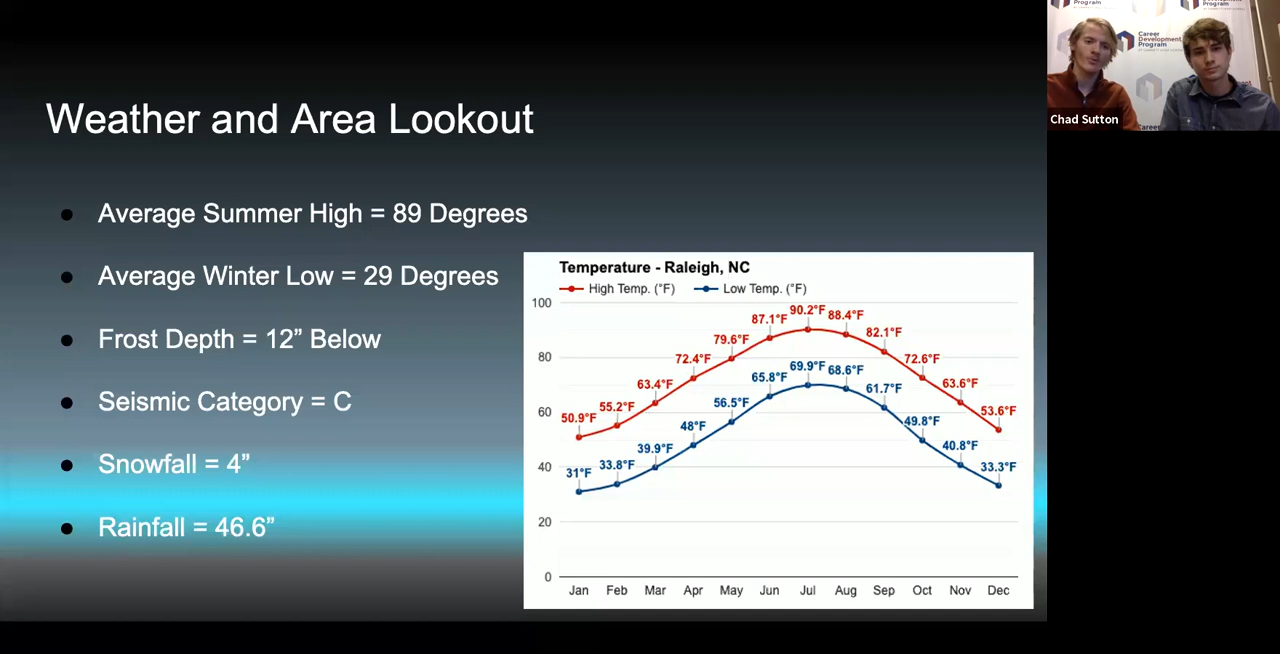 Weather and Area Lookout
● Average Summer High = 89 Degrees
● Average Winter Low = 29 Degrees
● Frost Depth = 12” Below
● Seismic Category = C
● Snowfall = 4”
● Rainfall = 46.6”
Temperature - Raleigh, NC
High Temp. (°F) Low Temp. (°F)
100
80
60
40
20
0
50.9°F 55.2°F 63.4°F 72.4°F 79.6°F 87.1°F 90.2°F 88.4°F 82.1°F 72.6°F 63.6°F 53.6°F
31°F 33.8°F 39.9°F 48°F 56.5°F 65.8°F 69.9°F 68.6°F 61.7°F 49.8°F 40.8°F 33.3°F
Jan Feb Mar Apr May Jun Jul Aug Sep Oct Nov Dec
Program
Program
Career
Development
Program
Career
Chad Sutton